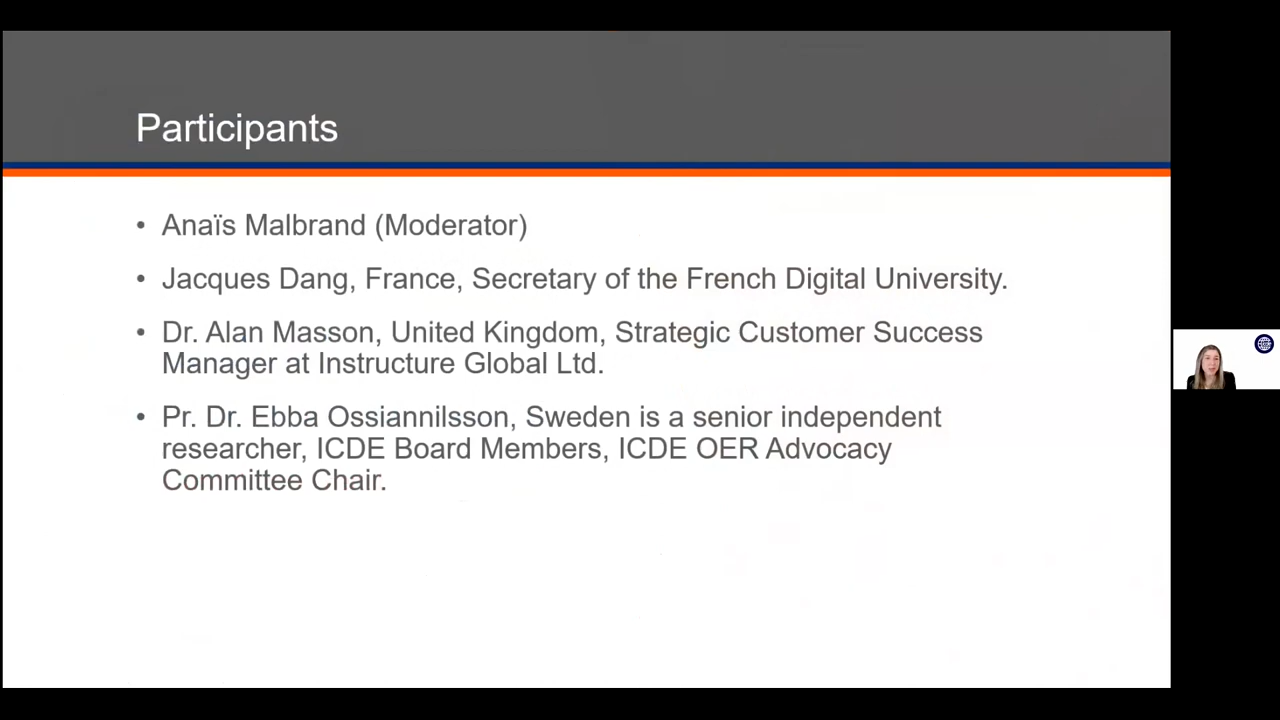 Participants
• Anaïs Malbrand (Moderator)
• Jacques Dang, France, Secretary of the French Digital University.
• Dr. Alan Masson, United Kingdom, Strategic Customer Success
Manager at Instructure Global Ltd.
• Pr. Dr. Ebba Ossiannilsson, Sweden is a senior independent
researcher, ICDE Board Members, ICDE OER Advocacy
Committee Chair.